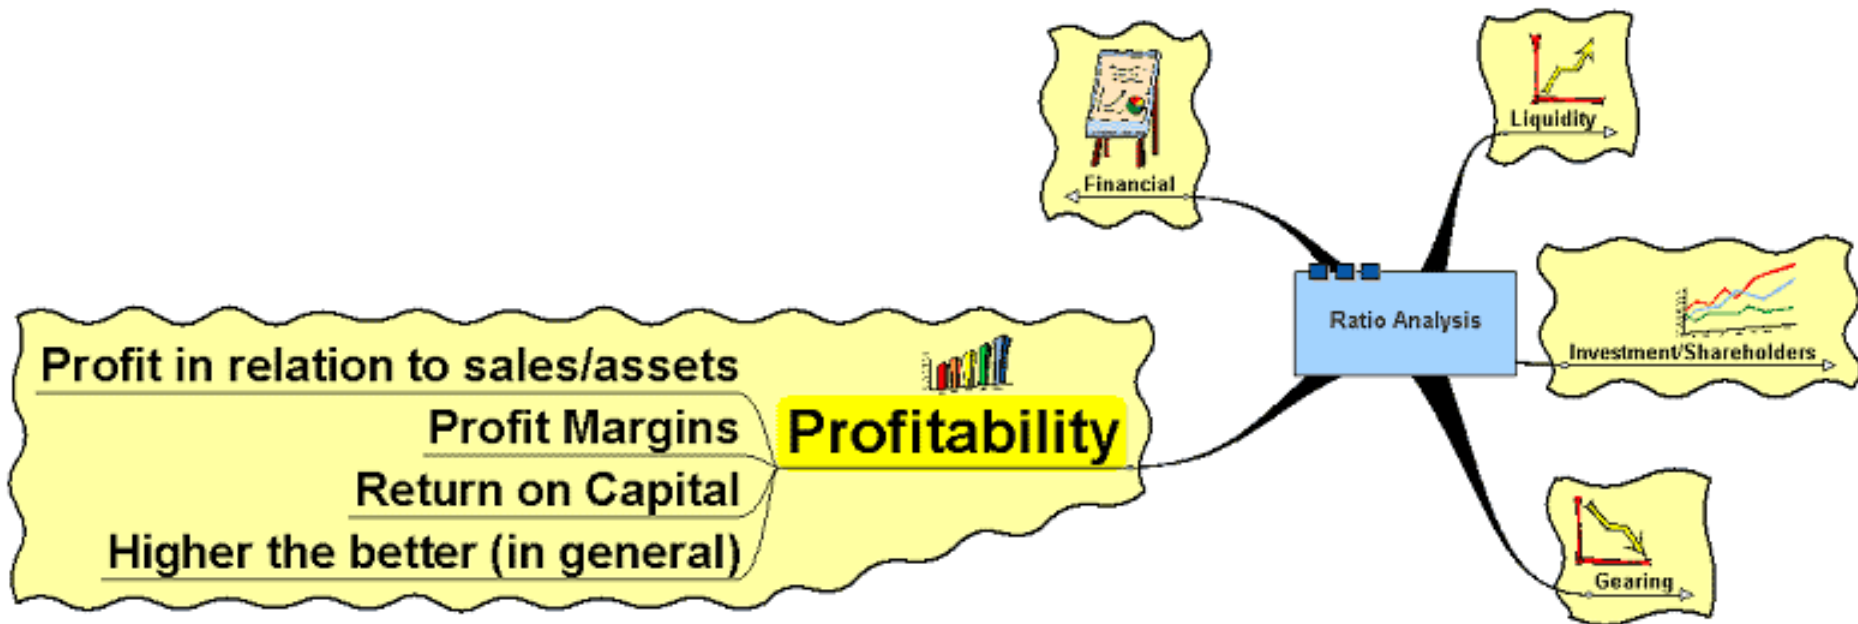 Liquidity
Financial
Ratio Analysis
Investment/Shareholders
Profit in relation to sales/assets
Profit Margins
Profitability
Return on Capital
Higher the better (in general)
Gearing